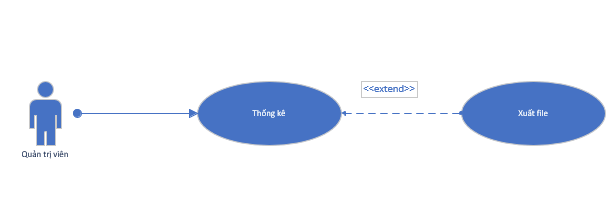 <<extend>>
Thống kê
Xuất file
Quản trị viên